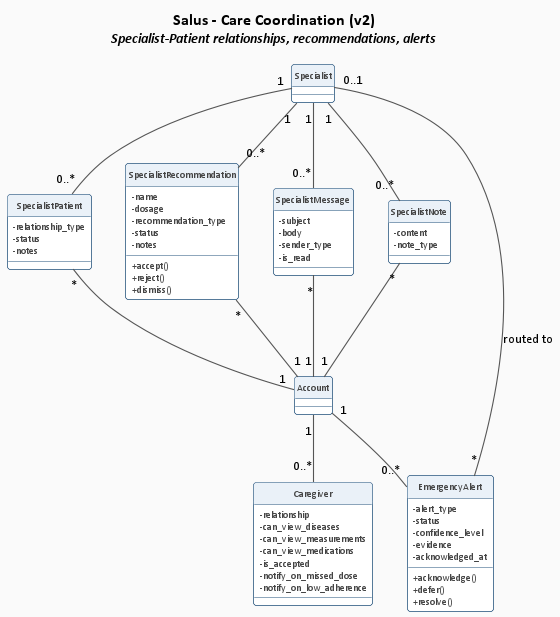 Salus - Care Coordination (v2)
Specialist-Patient relationships, recommendations, alerts
Specialist
1
0..1
1
1
1
0..*
0..*
0..*
0..*
SpecialistRecommendation
-name
-dosage
-recommendation_type
-status
-notes
+accept()
+reject()
+dismiss()
SpecialistPatient
-relationship_type
-status
-notes
SpecialistMessage
-subject
-body
-sender_type
-is_read
SpecialistNote
-content
-note_type
*
*
*
*
routed to
1
1
1
1
Account
1
1
0..*
0..*
*
Caregiver
-relationship
-can_view_diseases
-can_view_measurements
-can_view_medications
-is_accepted
-notify_on_missed_dose
-notify_on_low_adherence
EmergencyAlert
-alert_type
-status
-confidence_level
-evidence
-acknowledged_at
+acknowledge()
+defer()
+resolve()